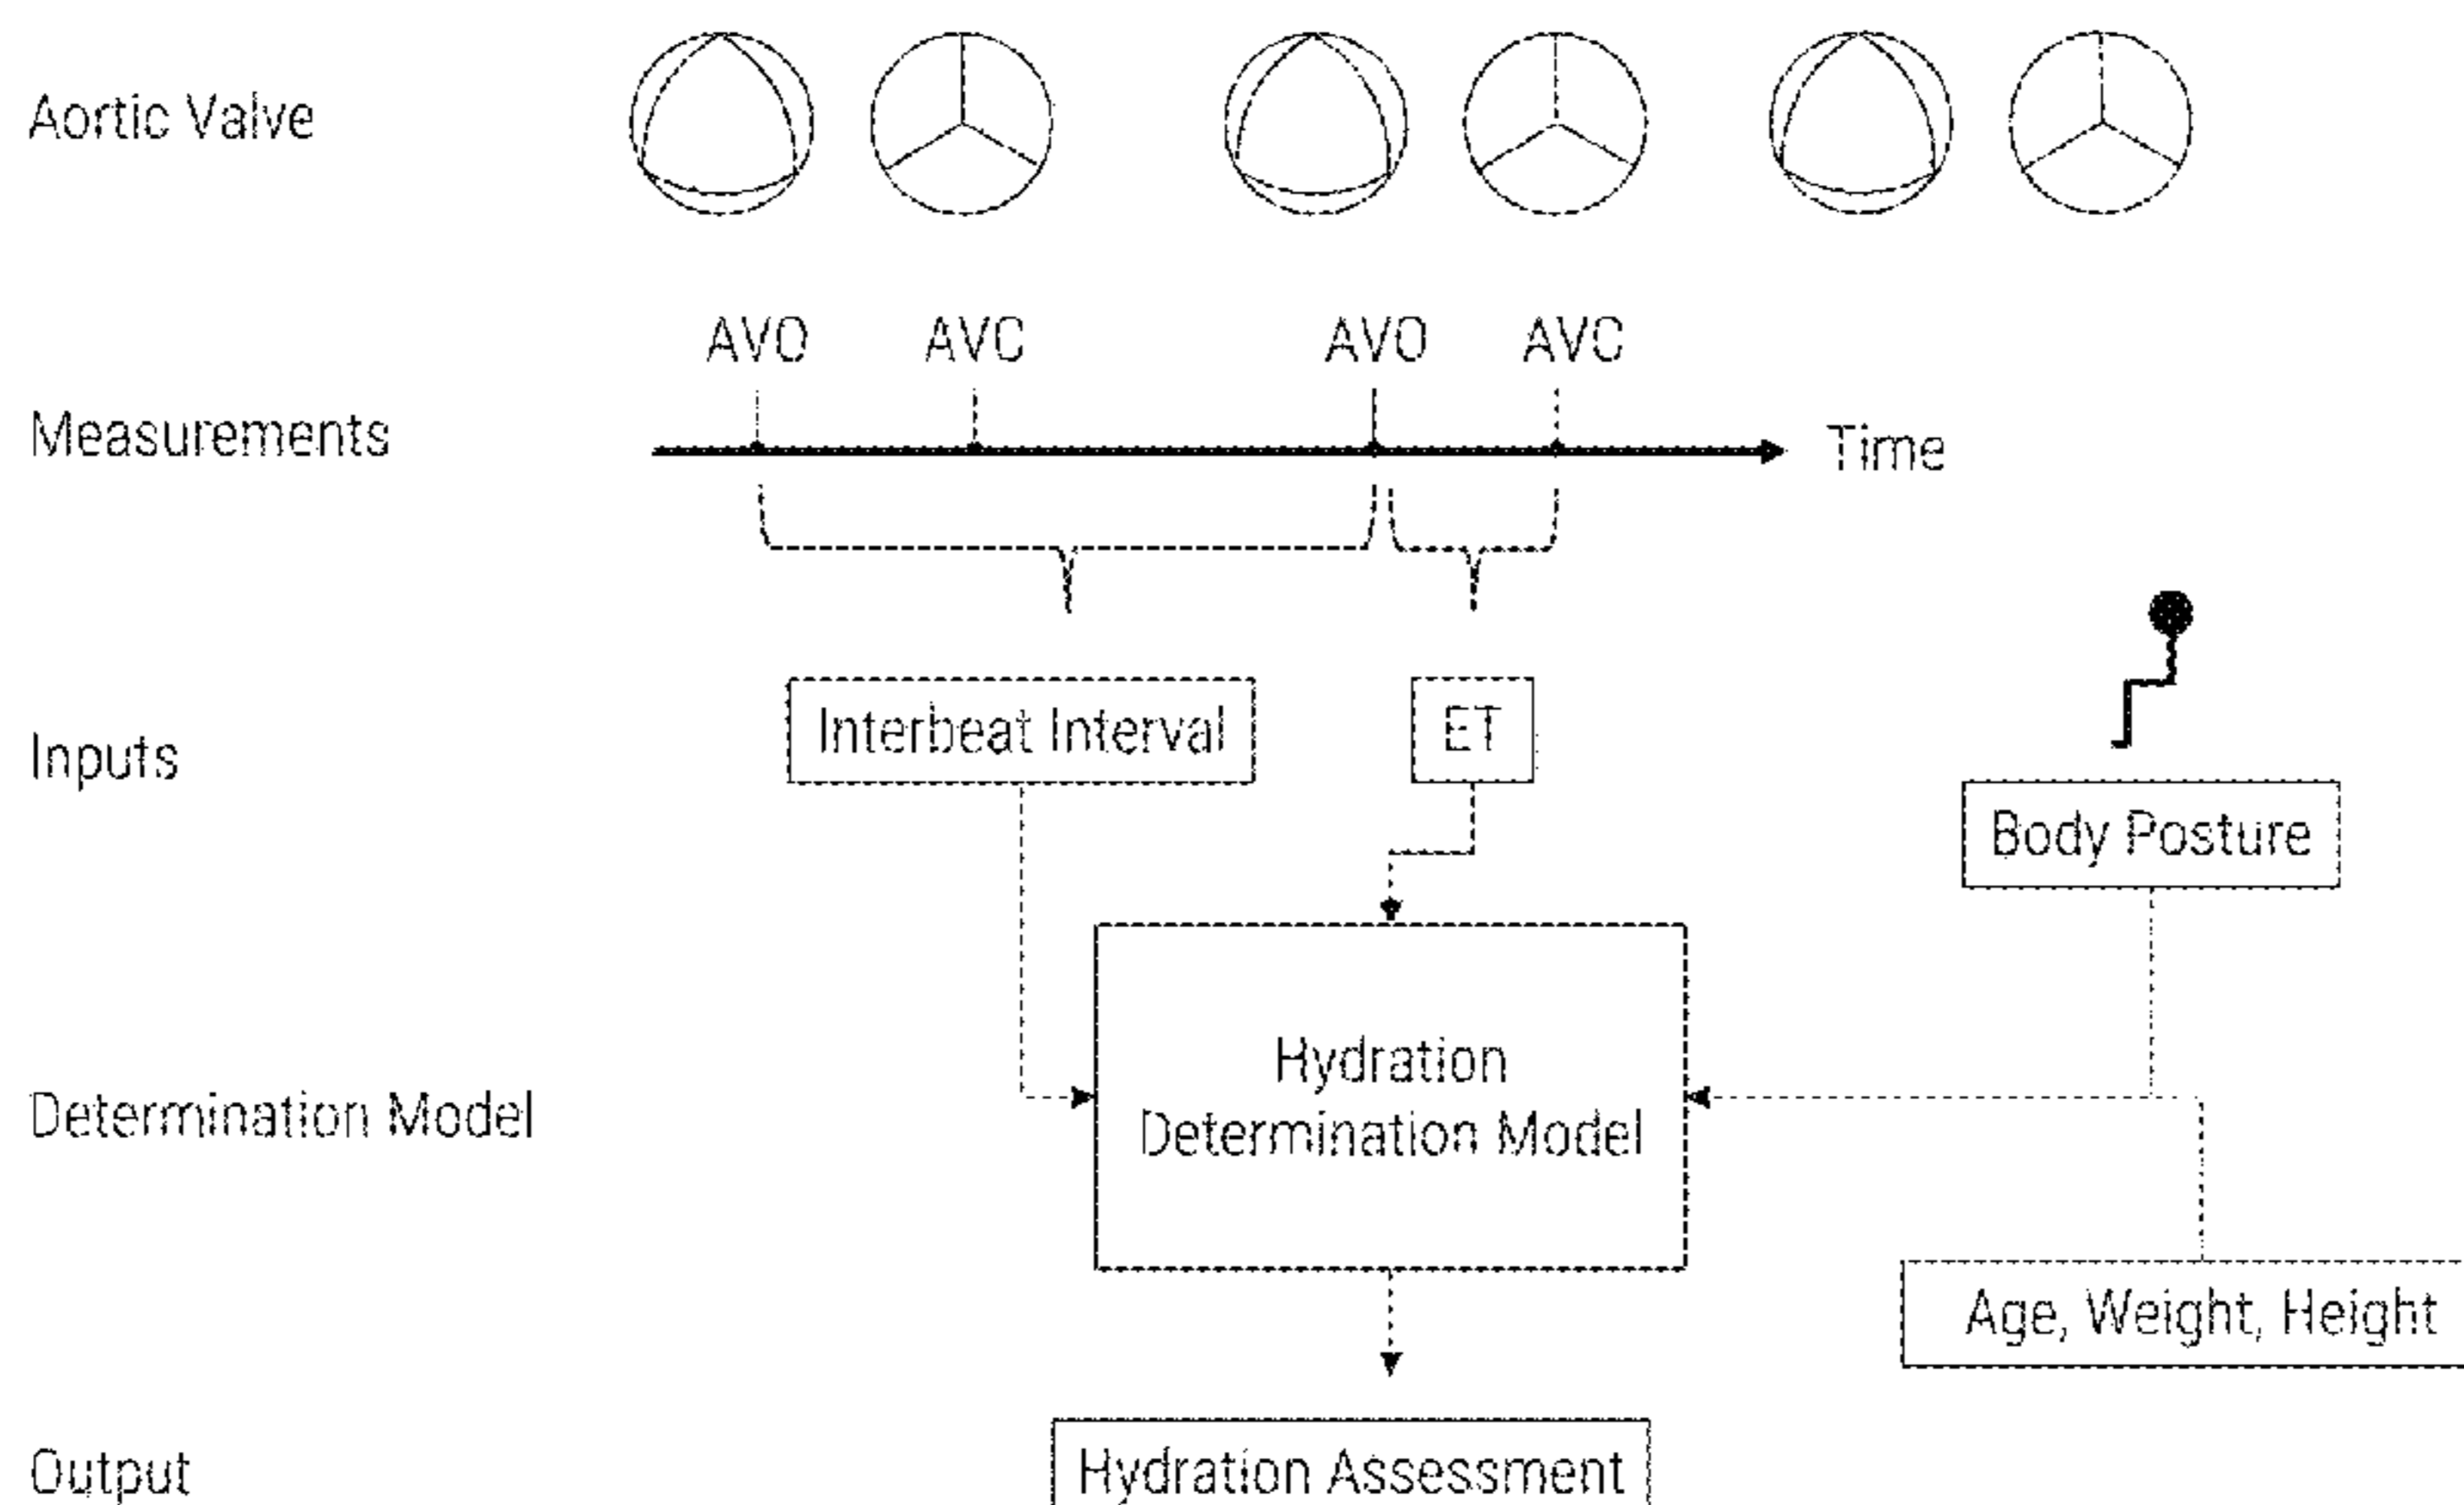 Aortic Valve
AVO AVC AVO AVC
Measurements
Time
Interbeat Interval
ET
Inputs
Body Posture
Hydration
Determination Model
Determination Model
Age, Weight, Height
Output
Hydration Assessment